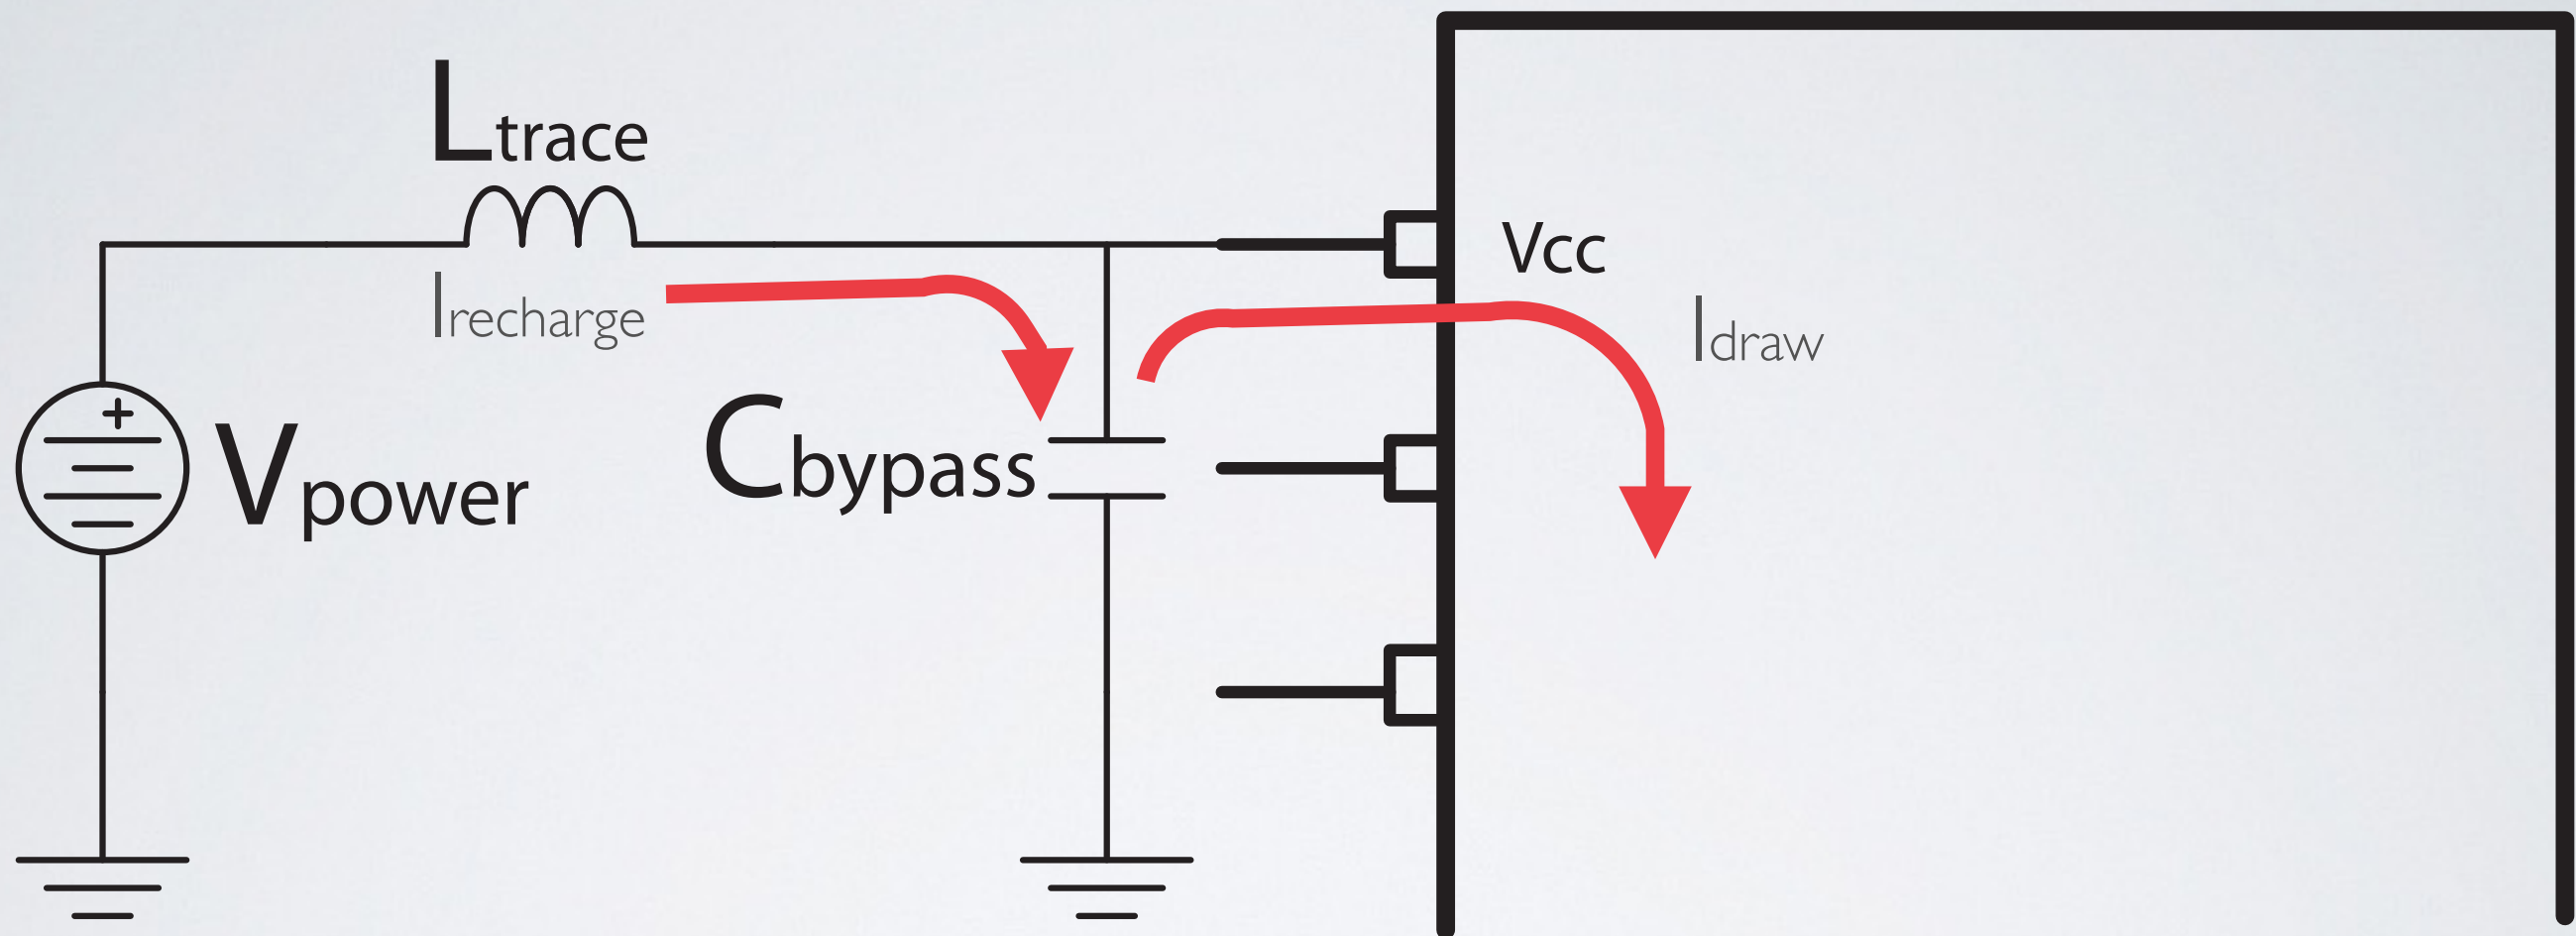 Ltrace
Vcc
Irecharge
Idraw
+
Vpower
Cbypass